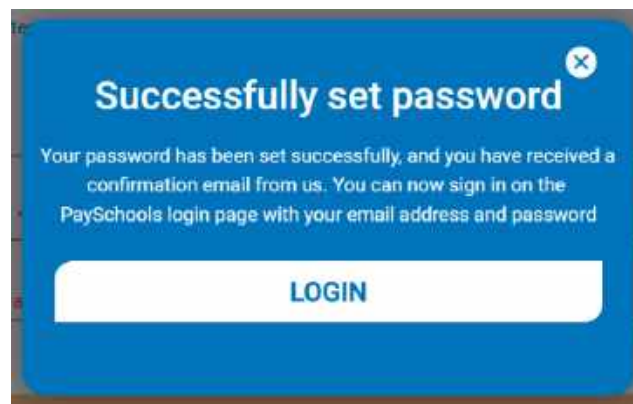 Successfully set password
Your password has been set successfully, and you have received a
confirmation email from us. You can now sign in on the
PaySchools login page with your email address and password
LOGIN